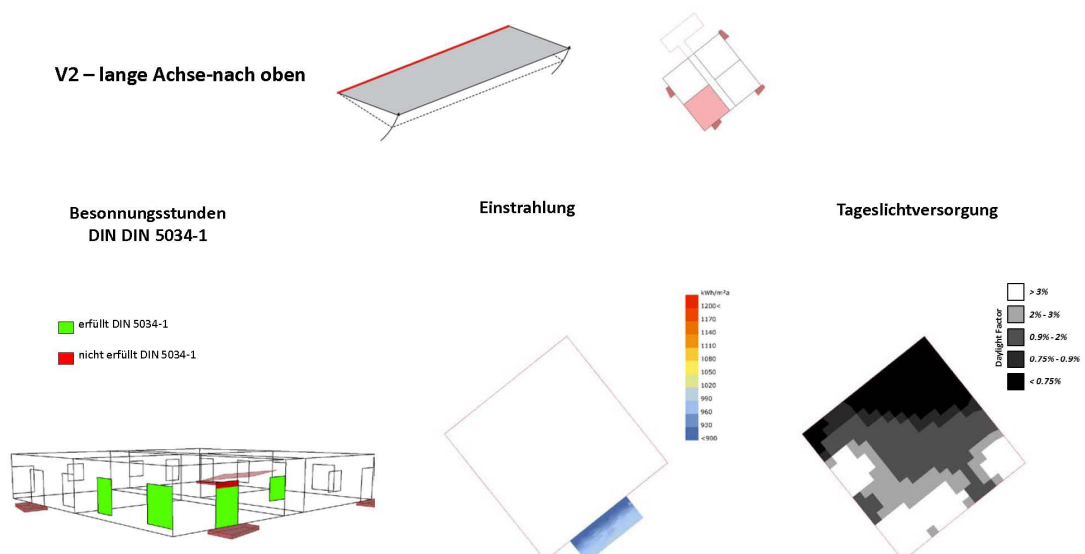 V2 – lange Achse-nach oben
Besonnungsstunden
DIN DIN 5034-1
Einstrahlung
Tageslichtversorgung
erfüllt DIN 5034-1
nicht erfüllt DIN 5034-1
kWh/m²a
1200<
1170
1140
1110
1080
1050
1020
990
960
930
<900
Daylight Factor
> 3%
2% - 3%
0.9% - 2%
0.75% - 0.9%
< 0.75%